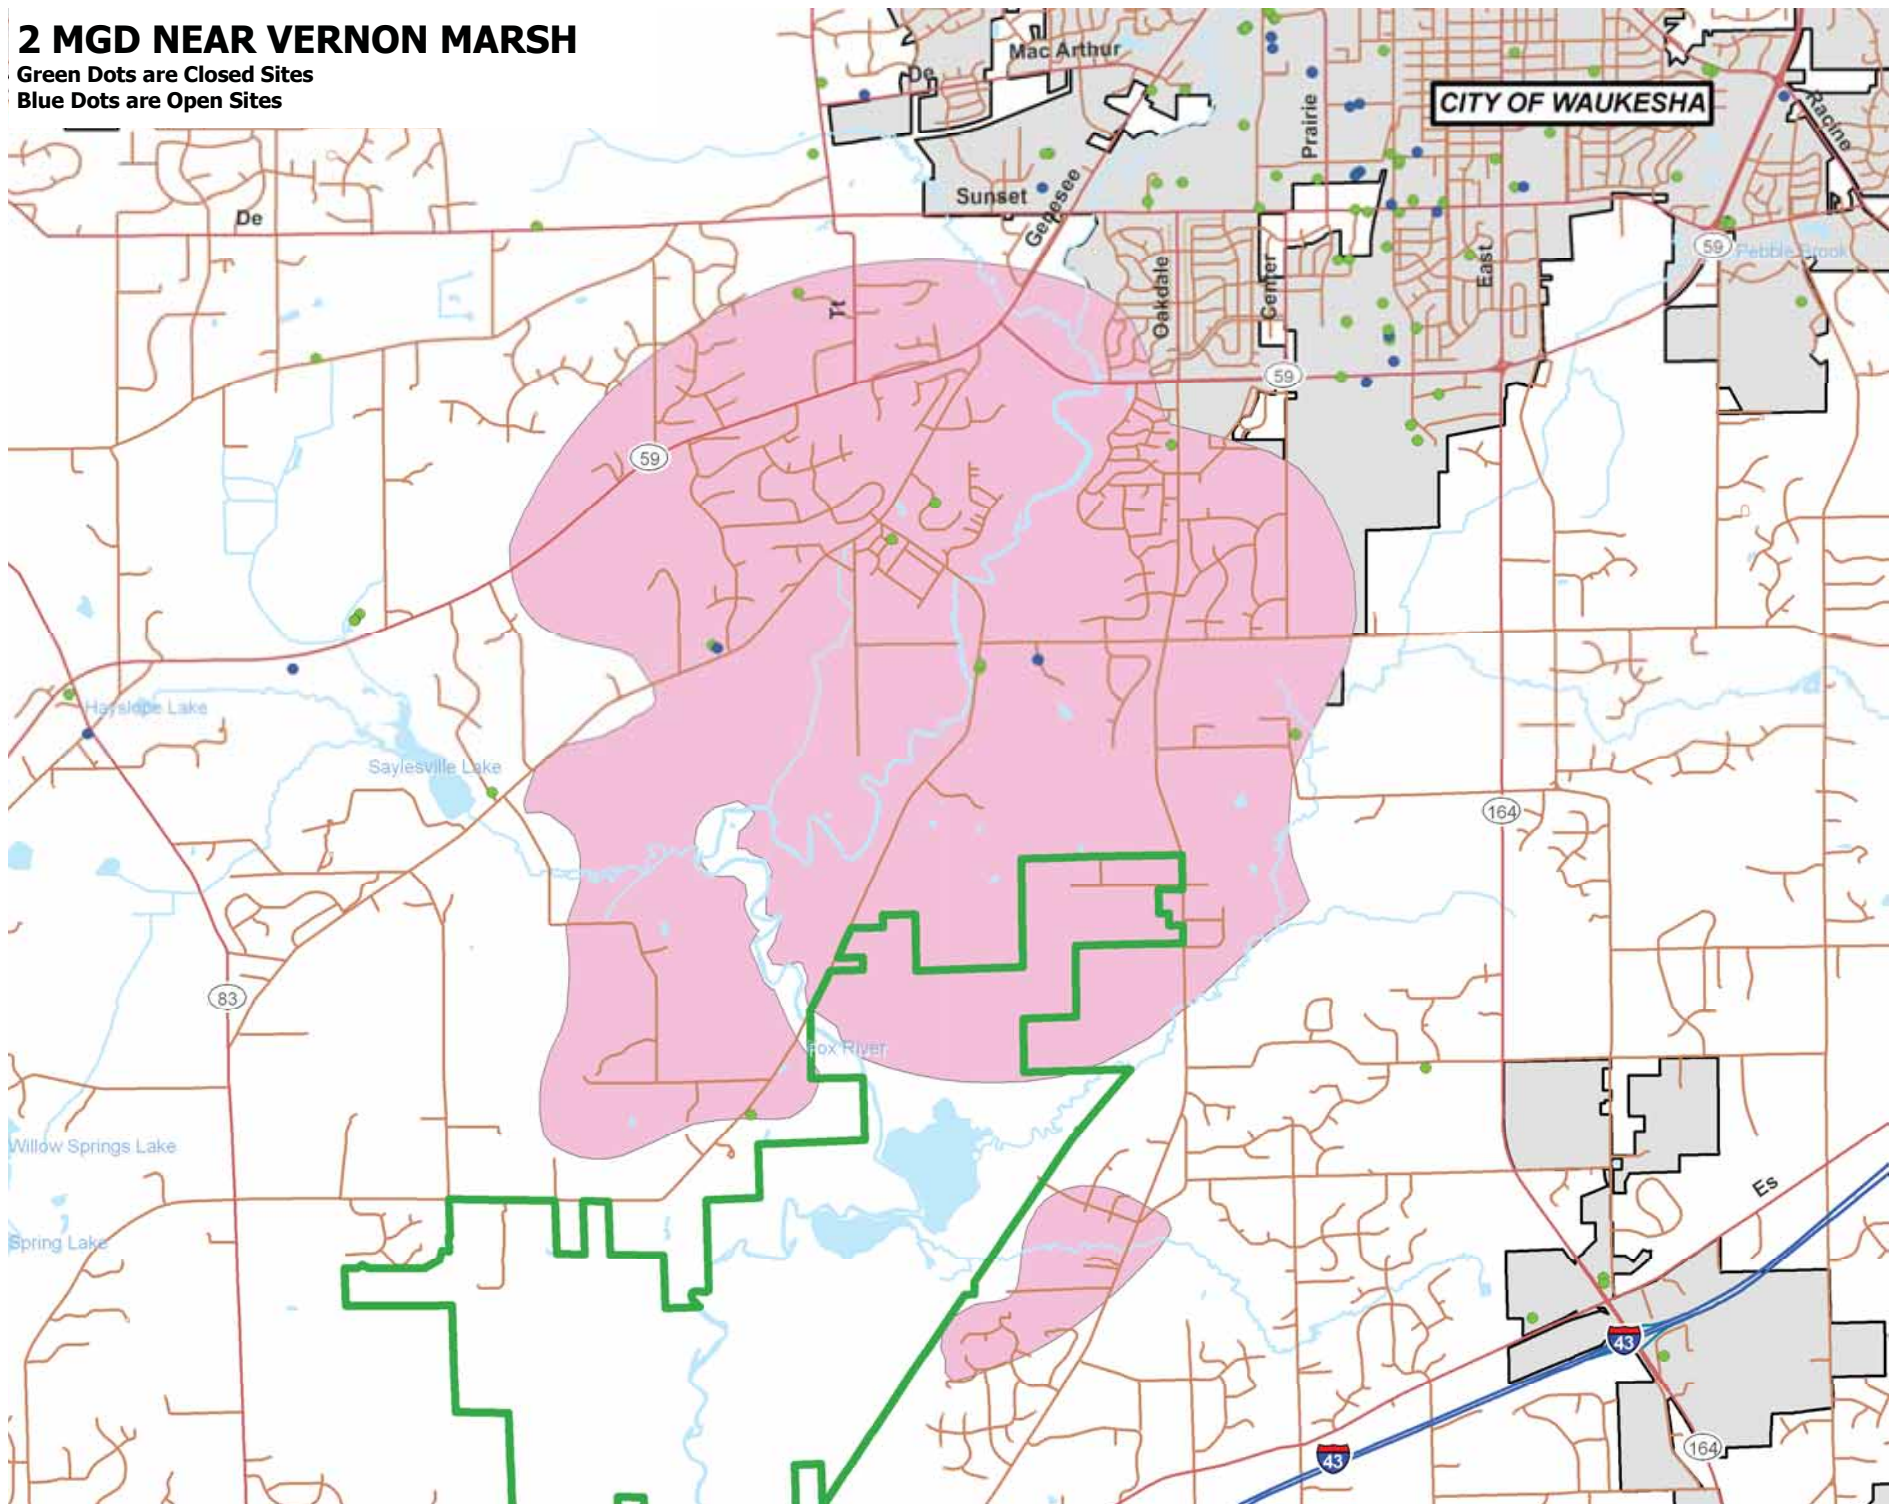 2 MGD NEAR VERNON MARSH
Green Dots are Closed Sites
Blue Dots are Open Sites
Mac Arthur
De
CITY OF WAUKESHA
Prairie
Racine
Sunset
Genesee
De
59
Pebble Brook
Oakdale
Center
East
Tt
59
59
Hayslope Lake
Saylesville Lake
164
83
Fox River
Willow Springs Lake
Es
Spring Lake
43
164
43